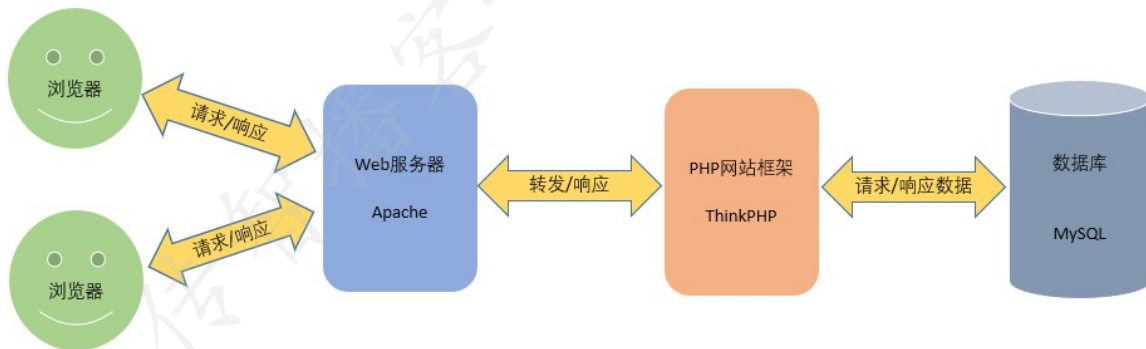 浏览器
请求/响应
Web服务器
Apache
转发/响应
PHP网站框架
ThinkPHP
请求/响应数据
数据库
MySQL
请求/响应
浏览器